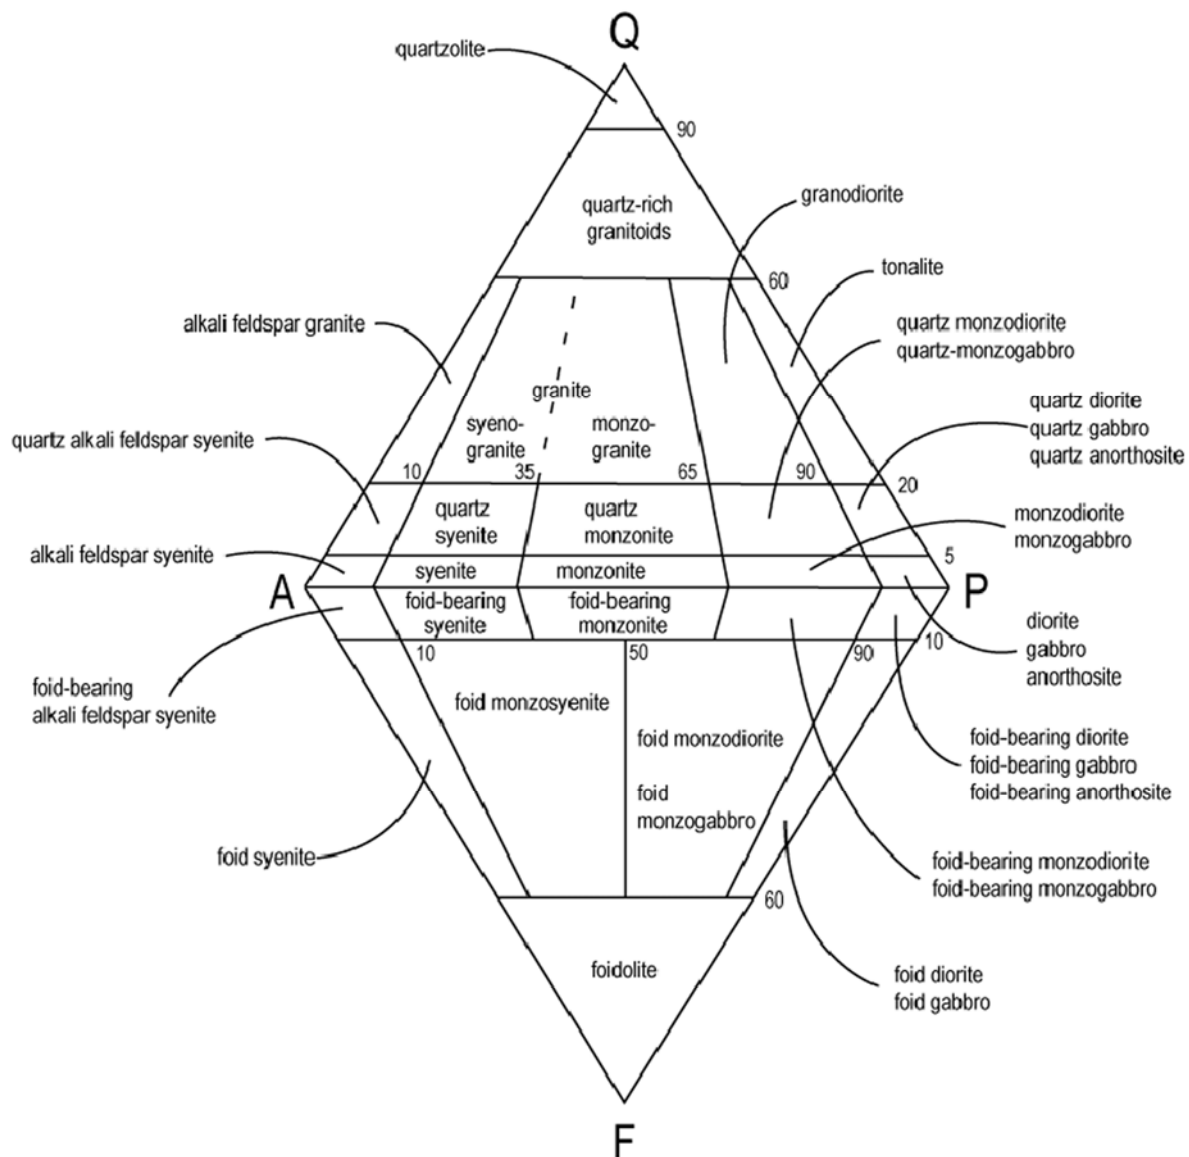 Q
quartzolite
90
quartz-rich
granitoids
granodiorite
tonalite
60
alkali feldspar granite
quartz monzodiorite
quartz-monzogabbro
granite
syeno-
granite
monzo-
granite
quartz diorite
quartz gabbro
quartz anorthosite
quartz alkali feldspar syenite
10
35
65
90
20
quartz
syenite
quartz
monzonite
monzodiorite
monzogabbro
alkali feldspar syenite
5
syenite
monzonite
A
P
foid-bearing
syenite
foid-bearing
monzonite
diorite
gabbro
anorthosite
10
50
90
10
foid-bearing
alkali feldspar syenite
foid monzosyenite
foid monzodiorite
foid
monzogabbro
foid-bearing diorite
foid-bearing gabbro
foid-bearing anorthosite
foid syenite
foid-bearing monzodiorite
foid-bearing monzogabbro
60
foidolite
foid diorite
foid gabbro
F